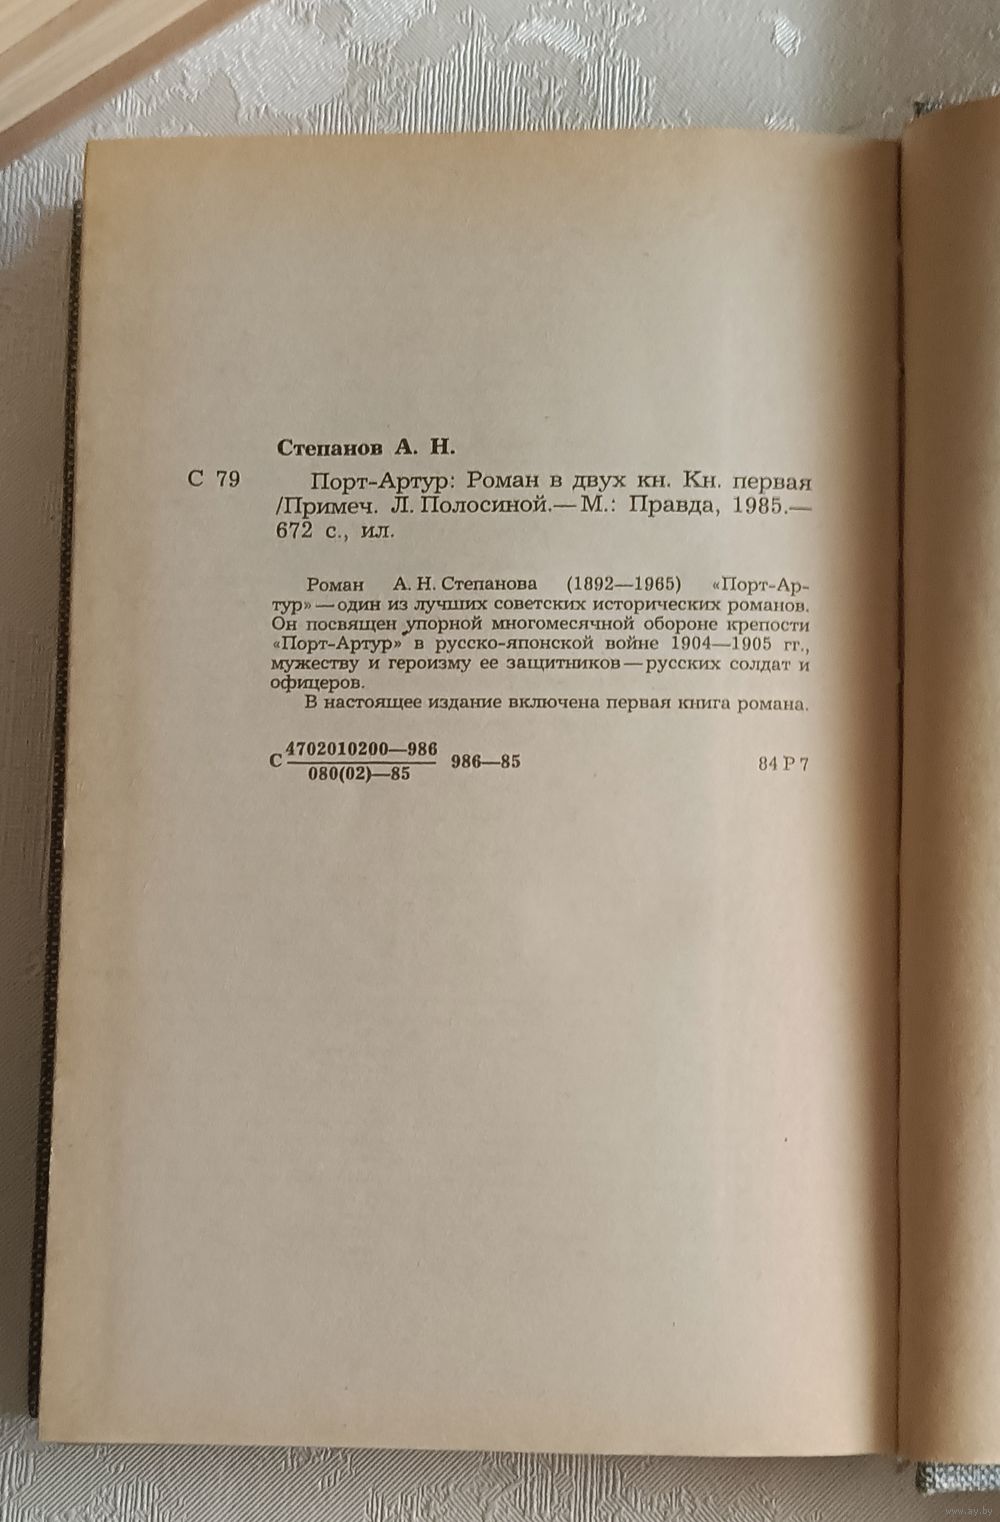 Степанов А. Н.
С 79 Порт-Артур: Роман в двух кн. Кн. первая
/Примеч. Л. Полосиной.— М.: Правда, 1985.—
672 с., ил.
Роман А. Н. Степанова (1892—1965) «Порт-Ар-
тур» — один из лучших советских исторических романов.
Он посвящен упорной многомесячной обороне крепости
«Порт-Артур» в русско-японской войне 1904—1905 гг.,
мужеству и героизму ее защитников — русских солдат и
офицеров.
В настоящее издание включена первая книга романа.
4702010200—986
С 986—85 84 Р 7
080(02)—85
www.ay.by